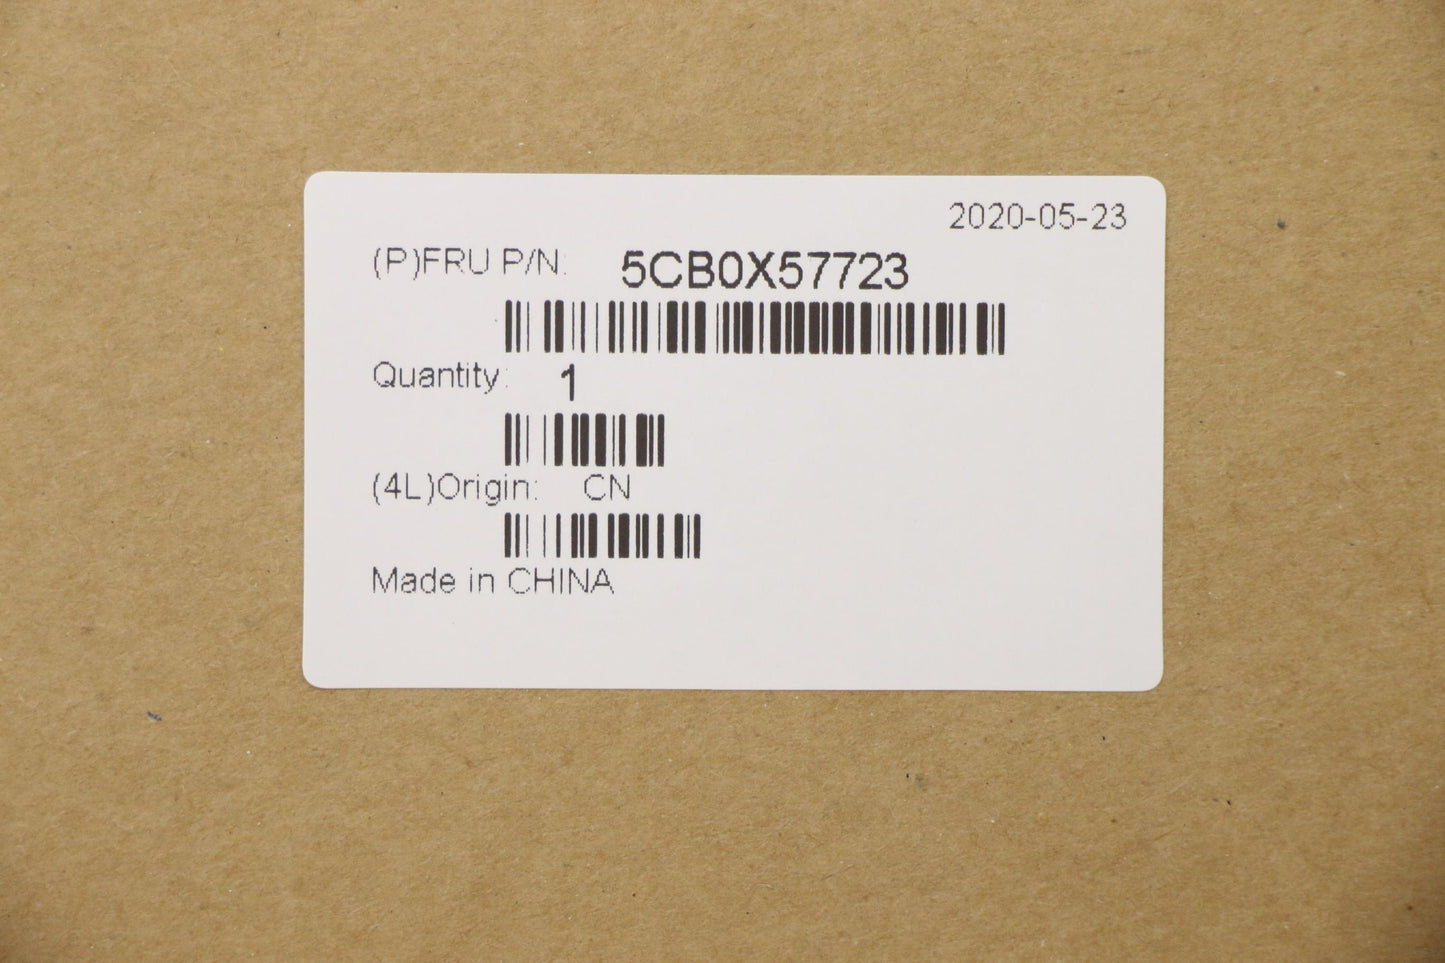 2020-05-23
(P)FRU P/N: 5CB0X57723
Quantity: 1
(4L)Origin: CN
Made in CHINA